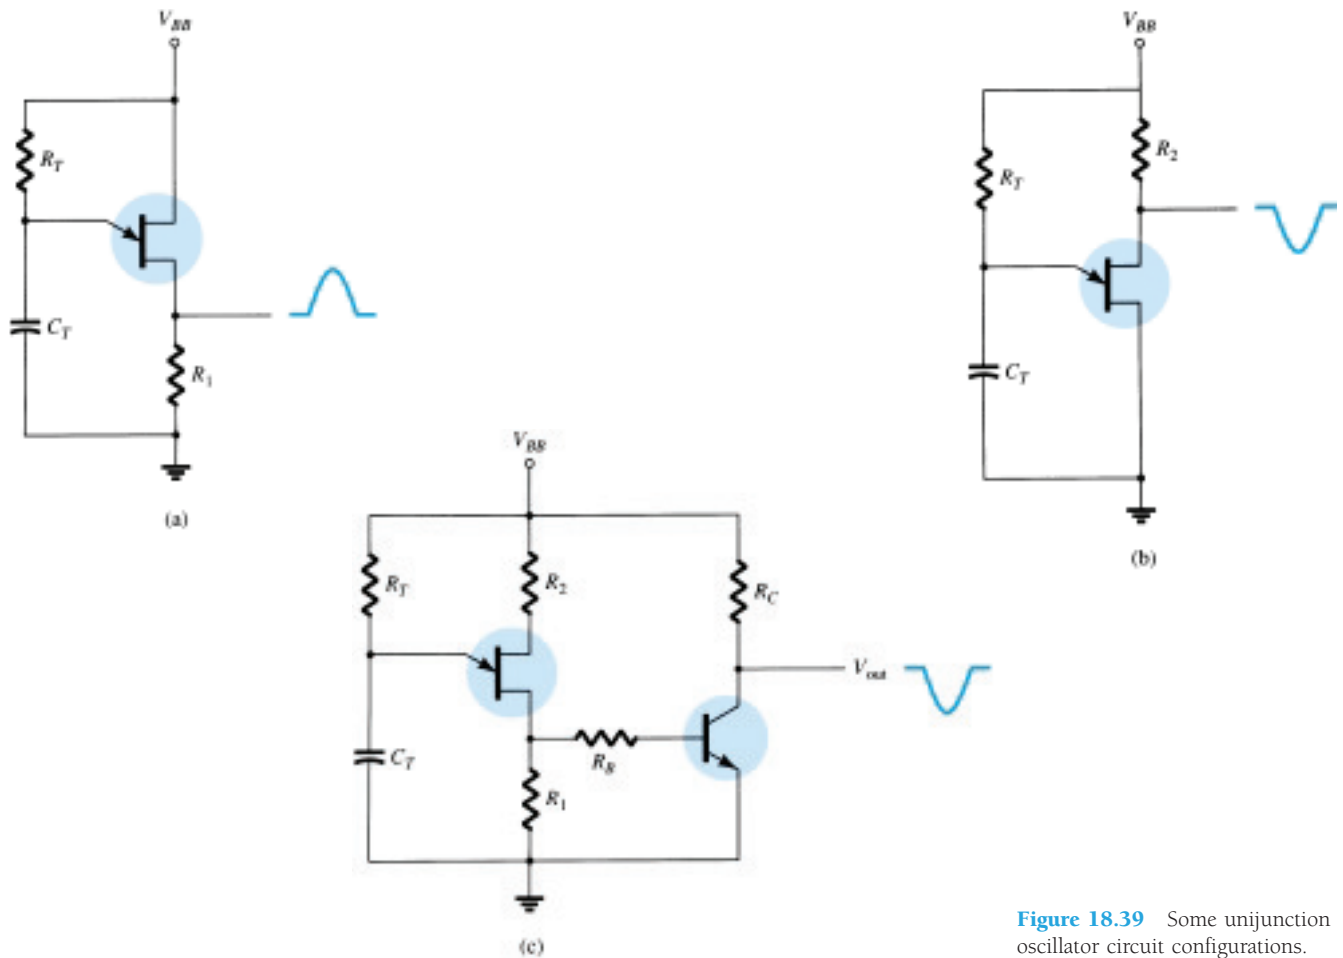 V_BB
R_T
C_T
R_1
(a)
V_BB
R_2
R_T
C_T
(b)
V_BB
R_T
R_2
R_C
V_out
C_T
R_B
R_1
(c)
Figure 18.39 Some unijunction
oscillator circuit configurations.